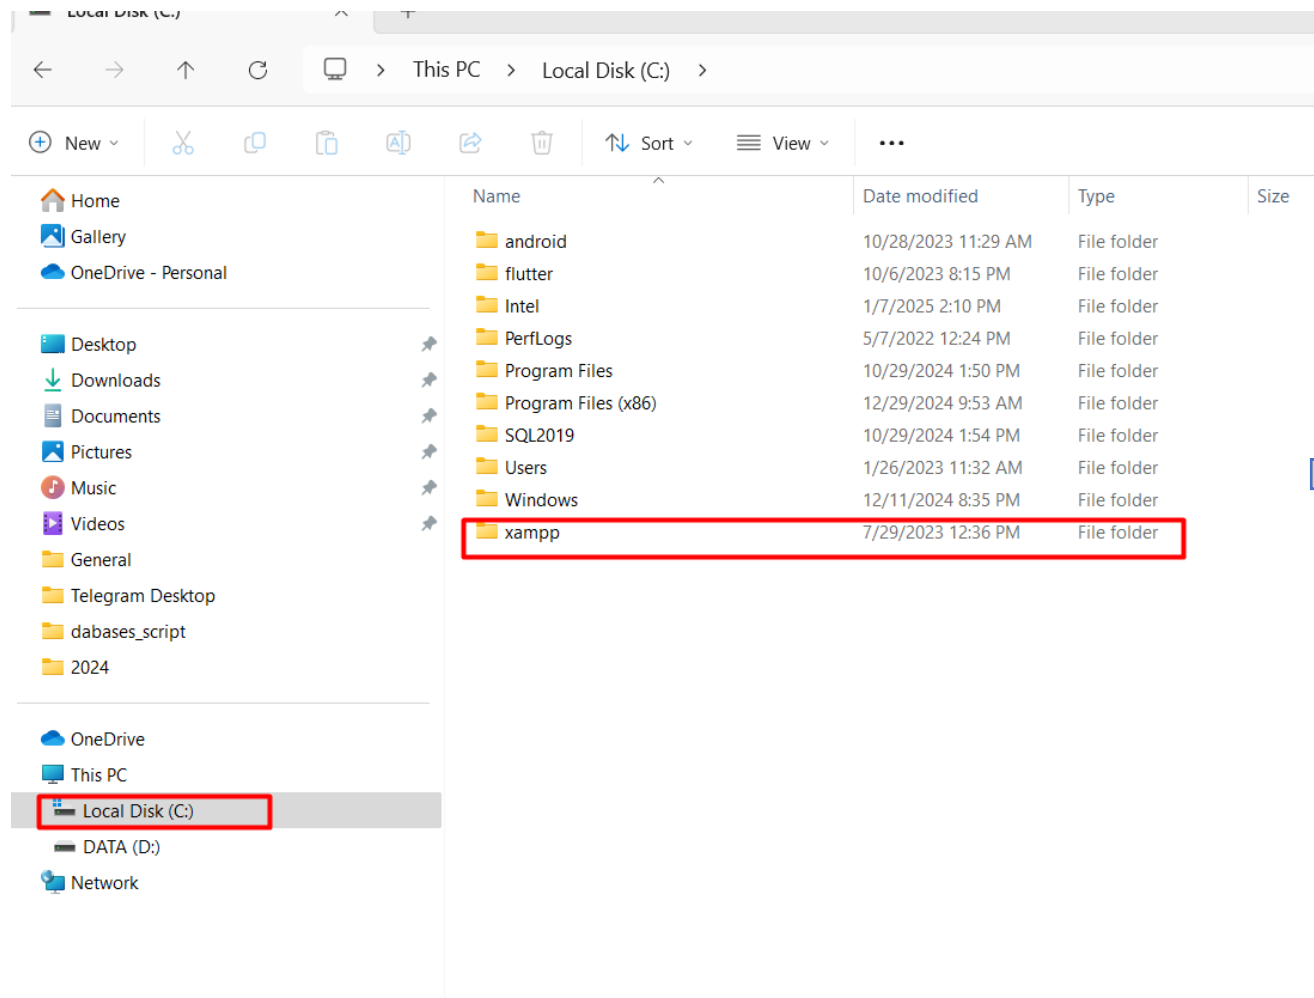 Local Disk (C:)
This PC > Local Disk (C:) >
New Sort View
Name Date modified Type Size
Home
Gallery
OneDrive - Personal
Desktop
Downloads
Documents
Pictures
Music
Videos
General
Telegram Desktop
dabases_script
2024
OneDrive
This PC
Local Disk (C:)
DATA (D:)
Network
android 10/28/2023 11:29 AM File folder
flutter 10/6/2023 8:15 PM File folder
Intel 1/7/2025 2:10 PM File folder
PerfLogs 5/7/2022 12:24 PM File folder
Program Files 10/29/2024 1:50 PM File folder
Program Files (x86) 12/29/2024 9:53 AM File folder
SQL2019 10/29/2024 1:54 PM File folder
Users 1/26/2023 11:32 AM File folder
Windows 12/11/2024 8:35 PM File folder
xampp 7/29/2023 12:36 PM File folder